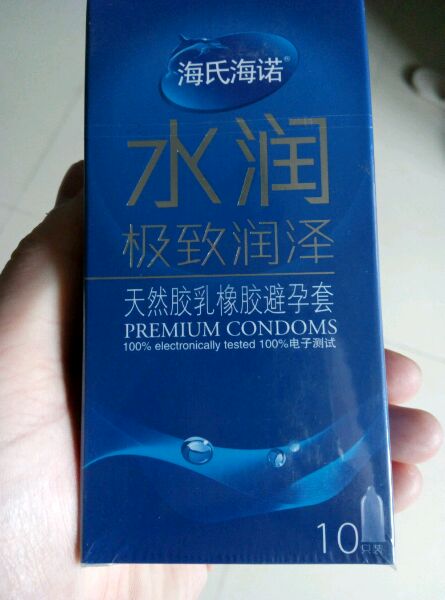 海氏海诺®
水润
极致润泽
天然胶乳橡胶避孕套
PREMIUM CONDOMS
100% electronically tested 100%电子测试
10只装